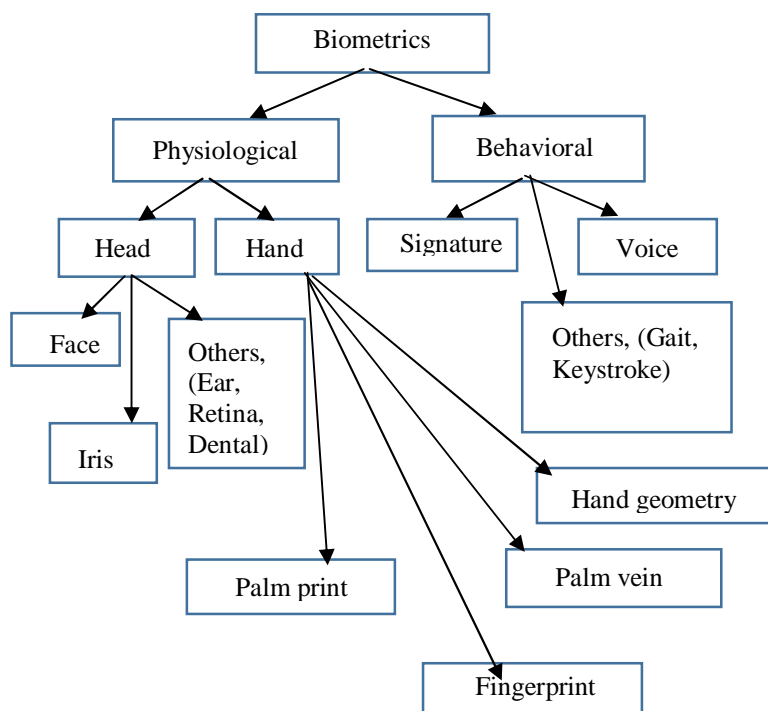 Biometrics
Physiological
Behavioral
Head
Hand
Signature
Voice
Face
Others,
(Ear,
Retina,
Dental)
Others, (Gait,
Keystroke)
Iris
Hand geometry
Palm print
Palm vein
Fingerprint